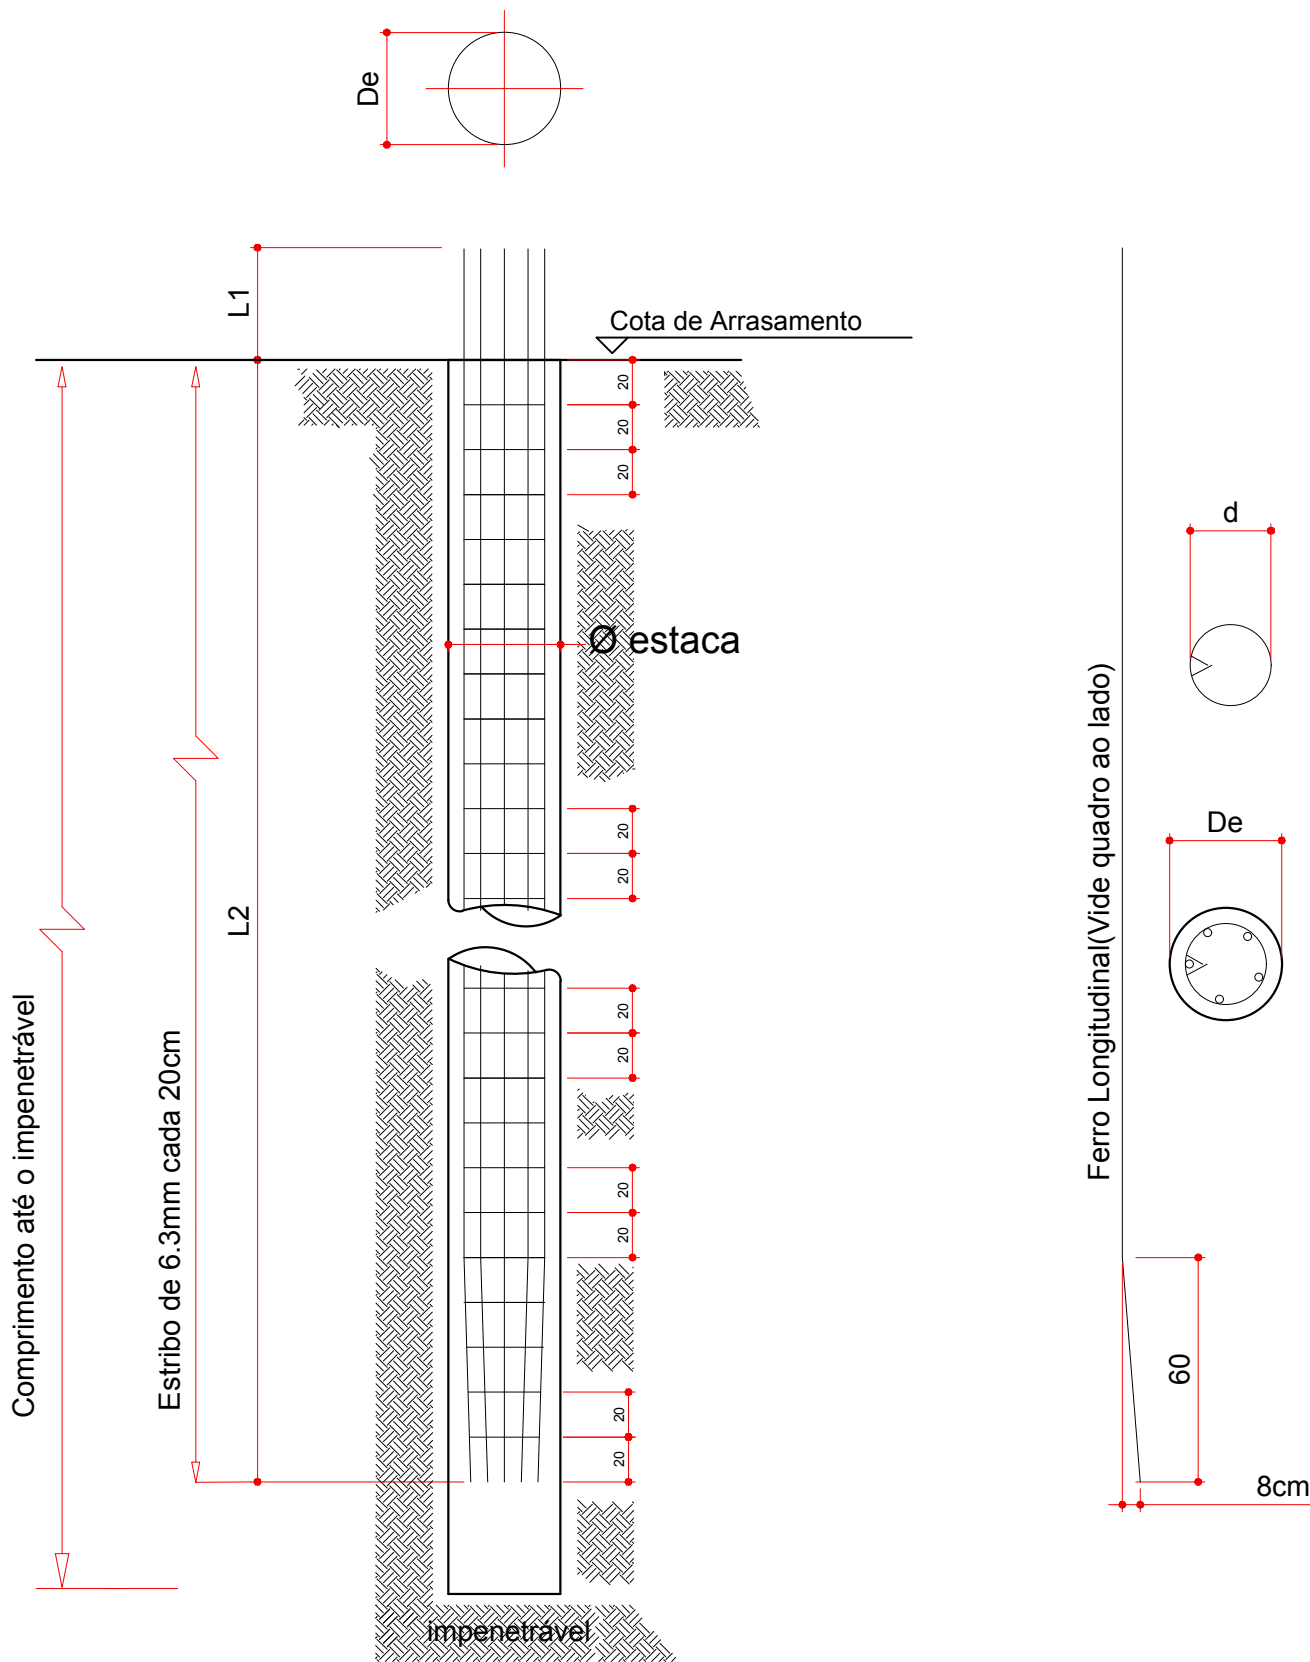 De
L1
Cota de Arrasamento
20
20
20
d
Ø estaca
Ferro Longitudinal(Vide quadro ao lado)
De
20
20
L2
Comprimento até o impenetrável
Estribo de 6.3mm cada 20cm
20
20
20
20
60
20
20
8cm
impenetrável